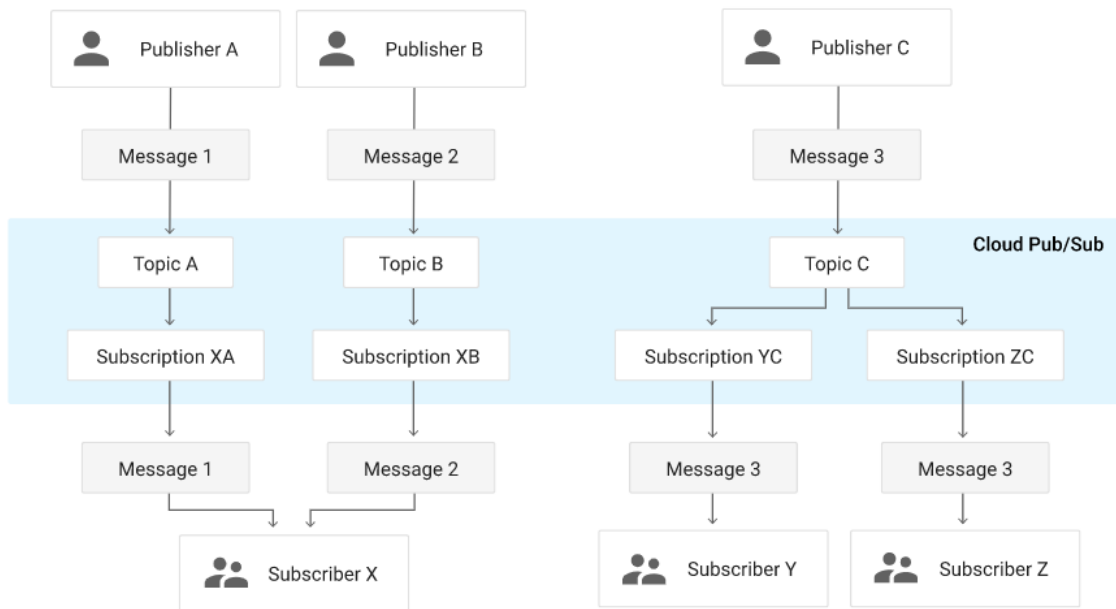 Publisher A
Publisher B
Publisher C
Message 1
Message 2
Message 3
Cloud Pub/Sub
Topic A
Topic B
Topic C
Subscription XA
Subscription XB
Subscription YC
Subscription ZC
Message 1
Message 2
Message 3
Message 3
Subscriber X
Subscriber Y
Subscriber Z